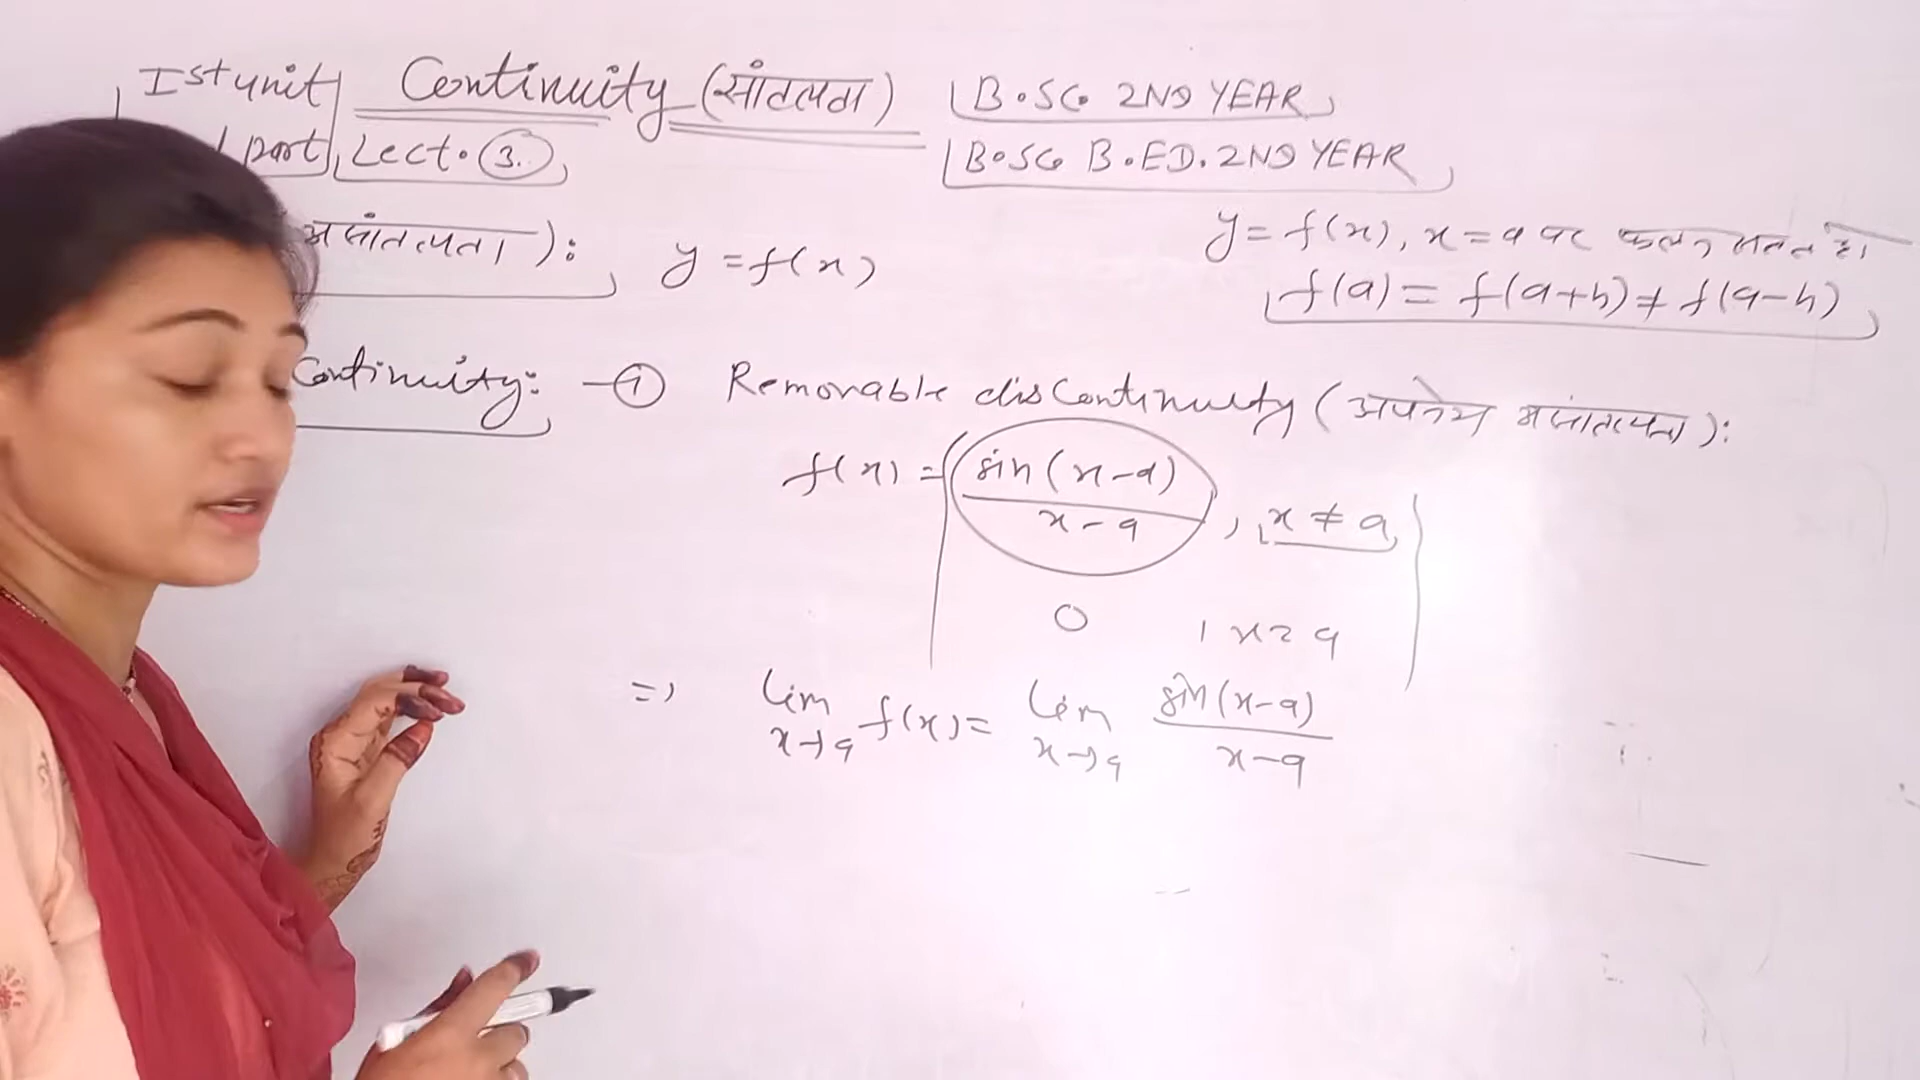 Ist unit Continuity (सांतत्यता) B.SC. 2ND YEAR
part Lect. 3. B.SC. B.ED. 2ND YEAR
असांतत्यता): y = f(x) y = f(x), x = a पर फलन सतत है।
f(a) = f(a+h) ≠ f(a-h)
Continuity: - 1 Removable discontinuity (अपनेय असांतत्यता):
f(x) = sin(x-a)
x-a , x ≠ a
0 , x = a
=> lim f(x) = lim sin(x-a)
x→a x→a x-a